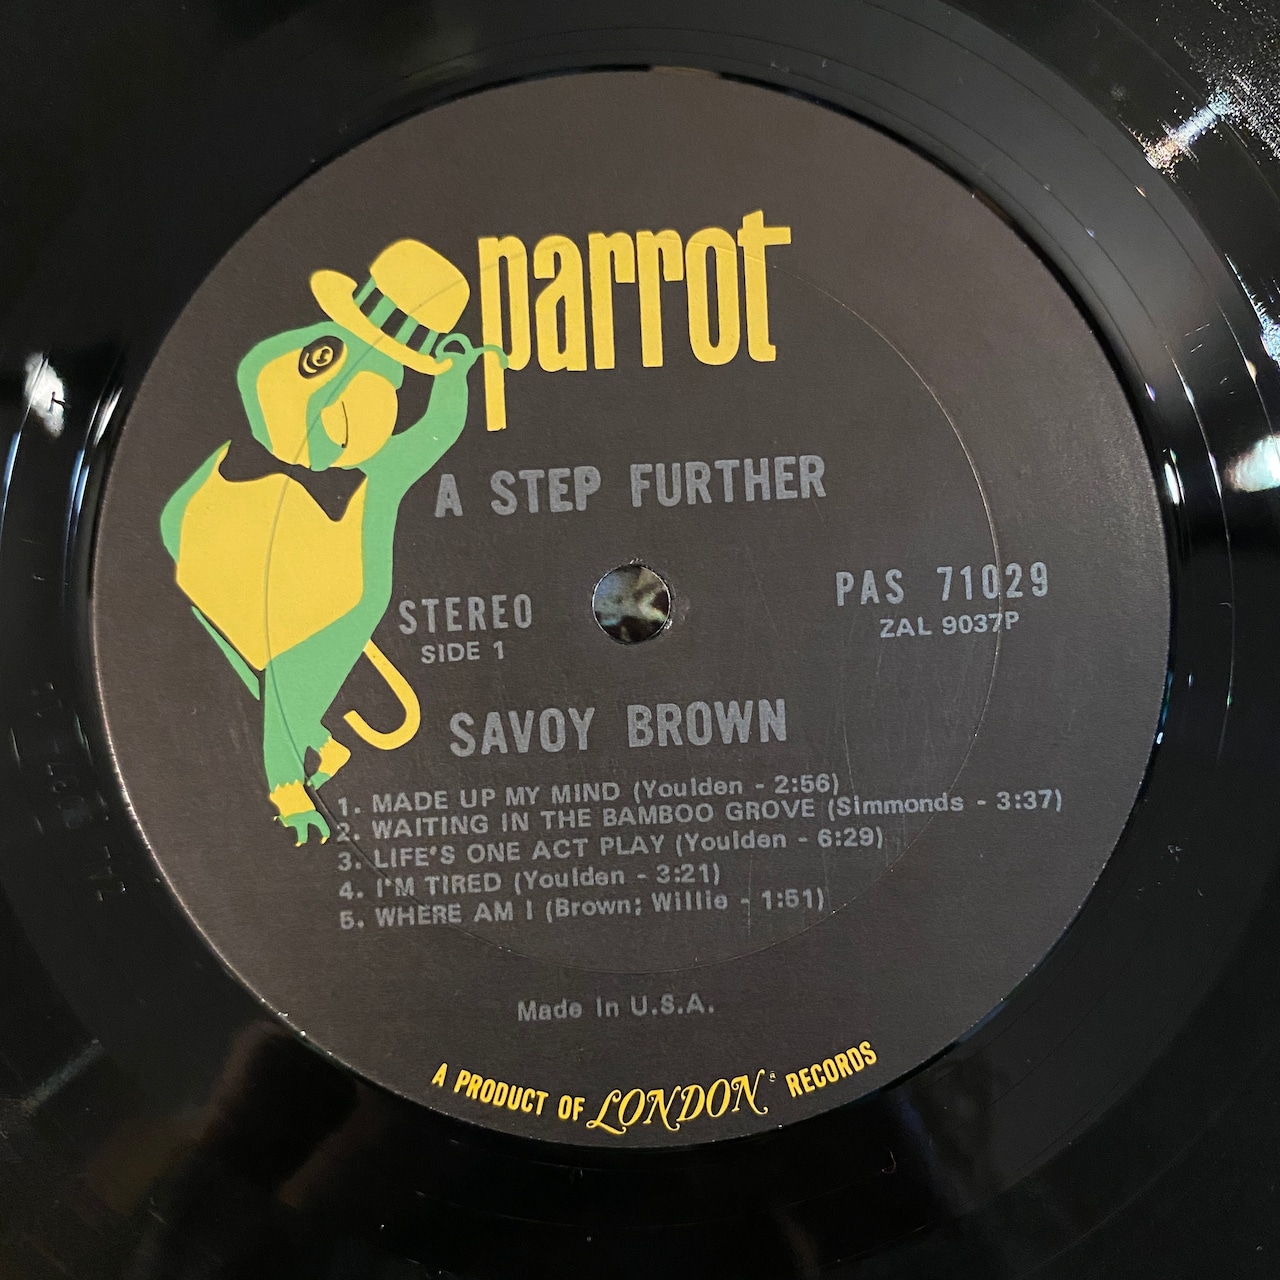 parrot
A STEP FURTHER
STEREO
SIDE 1
PAS 71029
ZAL 9037P
SAVOY BROWN
1. MADE UP MY MIND (Youlden - 2:56)
2. WAITING IN THE BAMBOO GROVE (Simmonds - 3:37)
3. LIFE'S ONE ACT PLAY (Youlden - 6:29)
4. I'M TIRED (Youlden - 3:21)
5. WHERE AM I (Brown; Willie - 1:51)
Made in U.S.A.
A PRODUCT OF LONDON® RECORDS